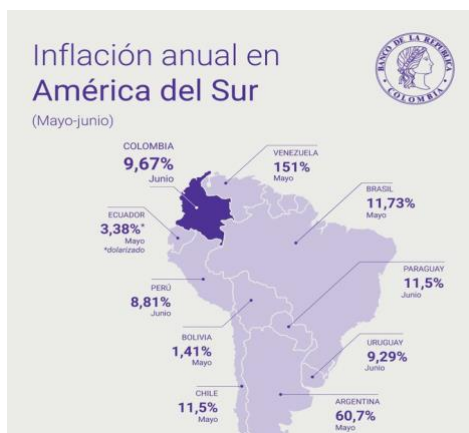 Inflación anual en
América del Sur
(Mayo-junio)
BANCO DE LA REPÚBLICA
COLOMBIA
COLOMBIA
9,67%
Junio
VENEZUELA
151%
Mayo
BRASIL
11,73%
Mayo
ECUADOR
3,38%*
Mayo
*dolarizado
PARAGUAY
11,5%
Junio
PERÚ
8,81%
Junio
BOLIVIA
1,41%
Mayo
URUGUAY
9,29%
Junio
CHILE
11,5%
Mayo
ARGENTINA
60,7%
Mayo